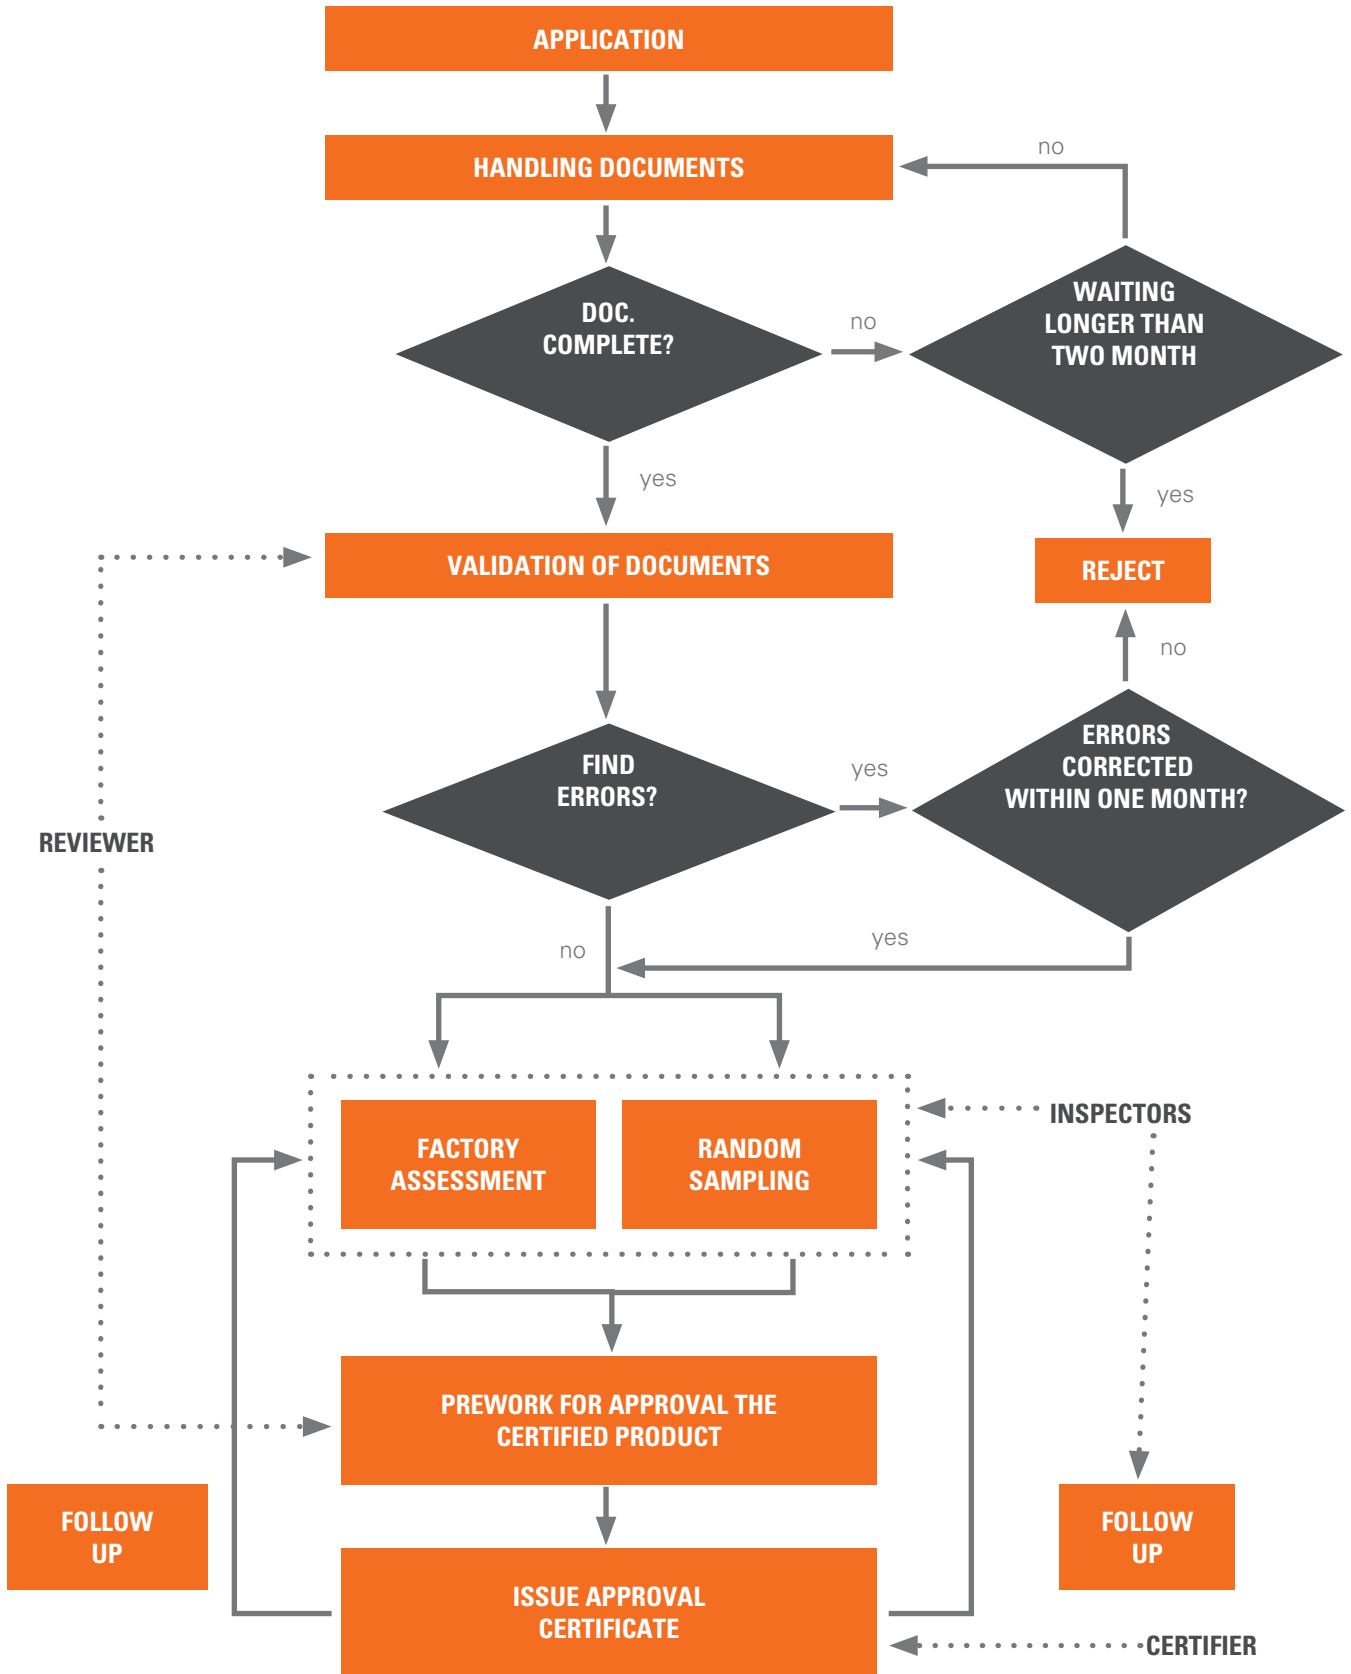 APPLICATION
HANDLING DOCUMENTS
no
DOC.
COMPLETE?
no
WAITING
LONGER THAN
TWO MONTH
yes
yes
VALIDATION OF DOCUMENTS
REJECT
no
FIND
ERRORS?
yes
ERRORS
CORRECTED
WITHIN ONE MONTH?
REVIEWER
no
yes
FACTORY
ASSESSMENT
RANDOM
SAMPLING
INSPECTORS
PREWORK FOR APPROVAL THE
CERTIFIED PRODUCT
FOLLOW
UP
FOLLOW
UP
ISSUE APPROVAL
CERTIFICATE
CERTIFIER